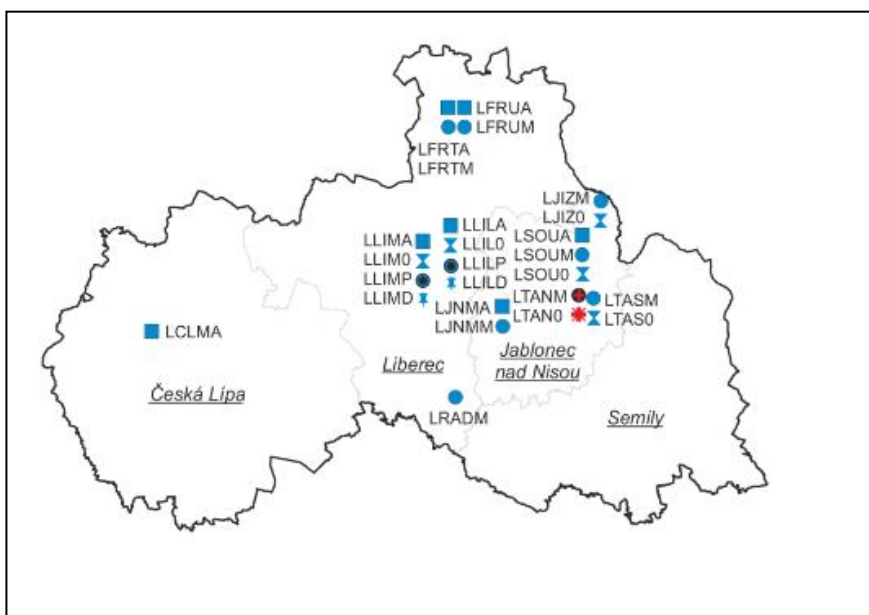 LFRUA
LFRUM
LFRTA
LFRTM
LJIZM
LJIZ0
LLILA
LLIL0
LLILP
LLILD
LLIMA
LLIM0
LLIMP
LLIMD
LSOUA
LSOUM
LSOU0
LTANM
LTAN0
LTASM
LTAS0
LJNMA
LJNMM
LCLMA
Liberec
Jablonec
nad Nisou
Česká Lípa
LRADM
Semily